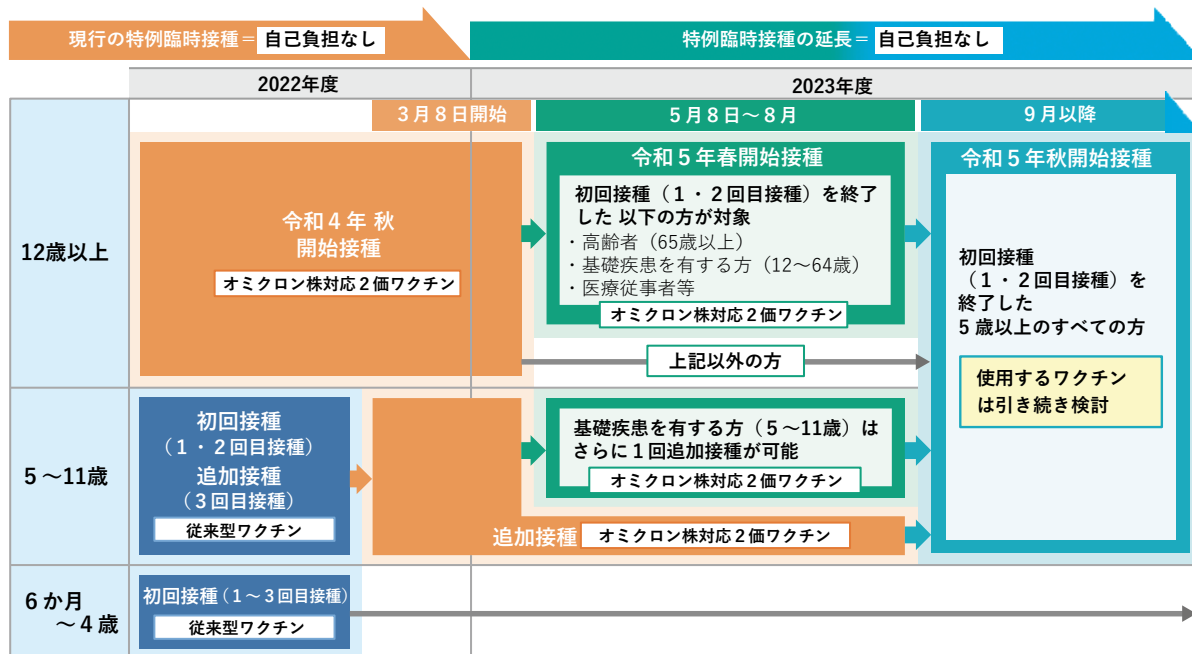 現行の特例臨時接種＝ 自己負担なし
特例臨時接種の延長＝ 自己負担なし
2022年度
2023年度
３月８日開始
５月８日～８月
９月以降
12歳以上
令和４年 秋
開始接種
オミクロン株対応２価ワクチン
令和５年春開始接種
初回接種（１・２回目接種）を終了
した 以下の方が対象
・高齢者（65歳以上）
・基礎疾患を有する方（12～64歳）
・医療従事者等
オミクロン株対応２価ワクチン
上記以外の方
令和５年秋開始接種
初回接種
（１・２回目接種）を
終了した
５歳以上のすべての方
使用するワクチン
は引き続き検討
５～11歳
初回接種
（１・２回目接種）
追加接種
（３回目接種）
従来型ワクチン
基礎疾患を有する方（５～11歳）は
さらに１回追加接種が可能
オミクロン株対応２価ワクチン
追加接種 オミクロン株対応２価ワクチン
６か月
～４歳
初回接種（１～３回目接種）
従来型ワクチン